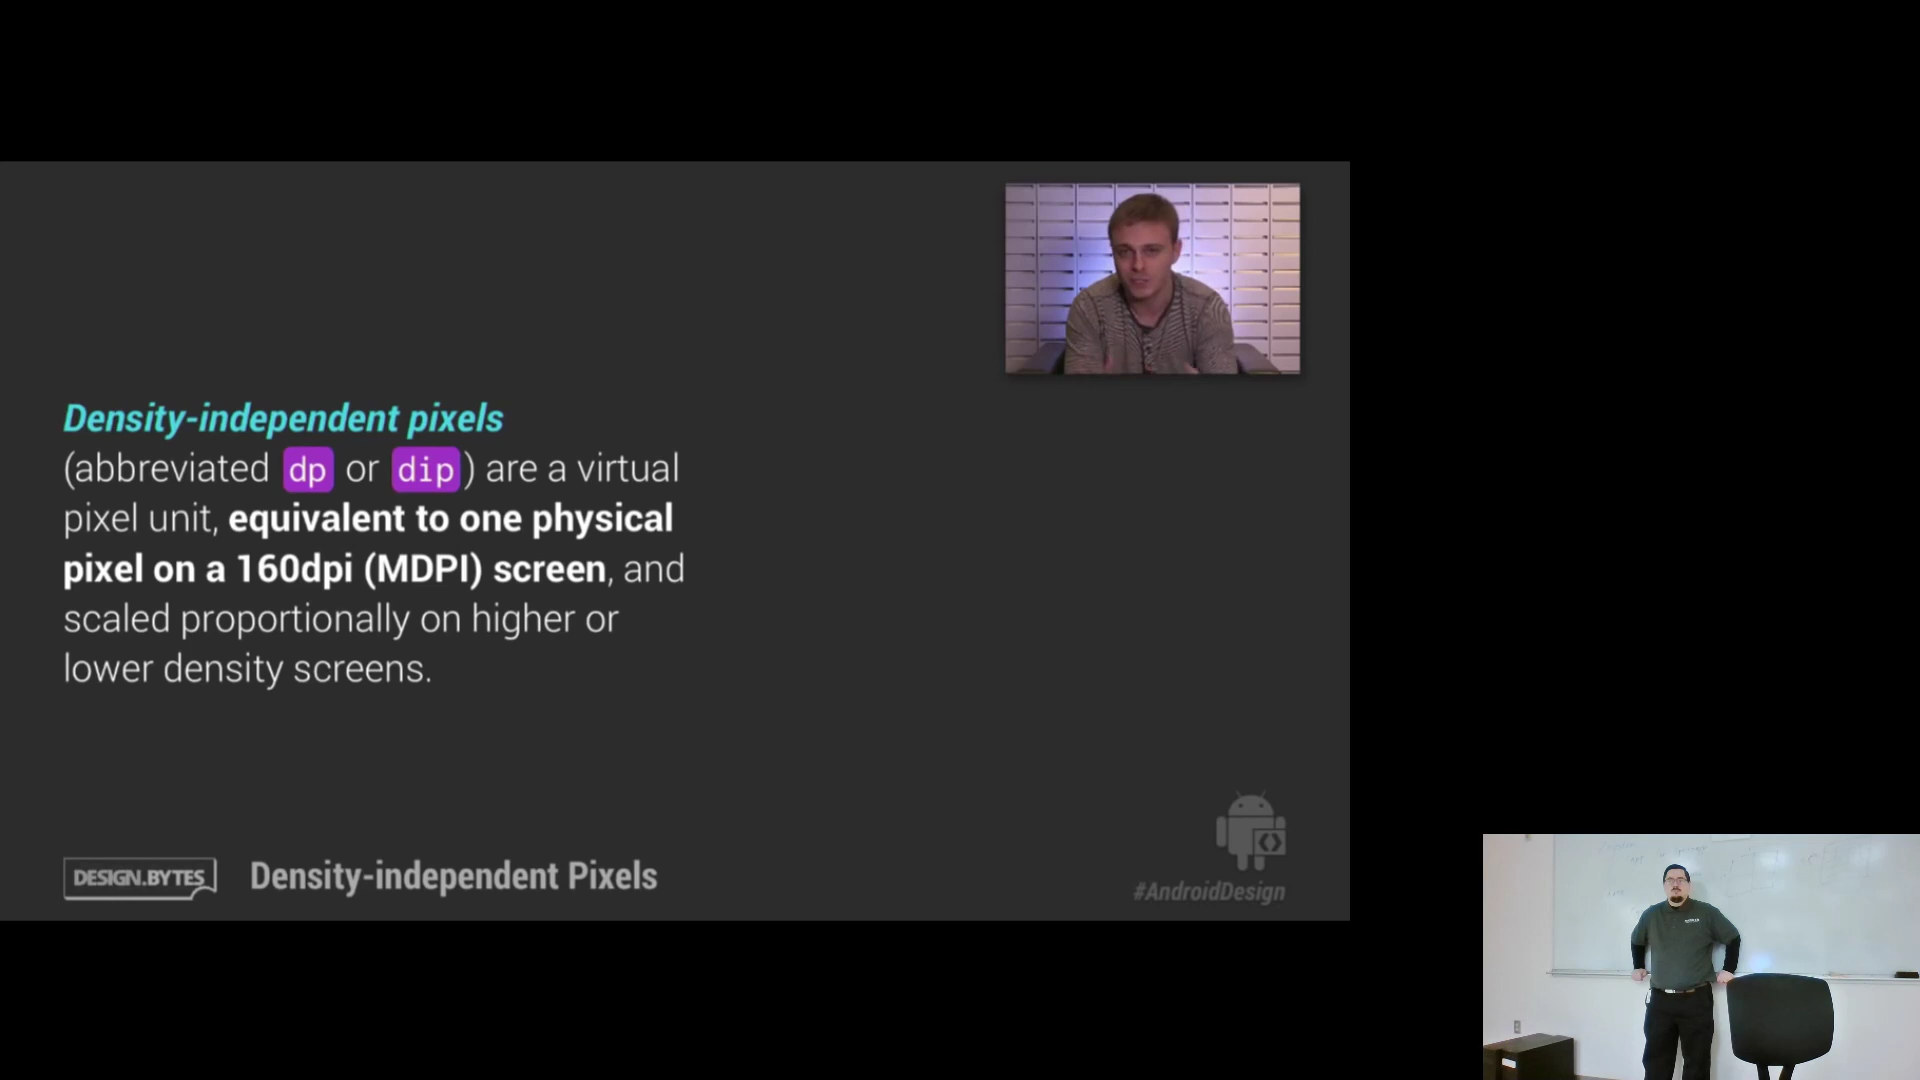 Density-independent pixels
(abbreviated dp or dip) are a virtual
pixel unit, equivalent to one physical
pixel on a 160dpi (MDPI) screen, and
scaled proportionally on higher or
lower density screens.
DESIGN.BYTES
Density-independent Pixels
#AndroidDesign